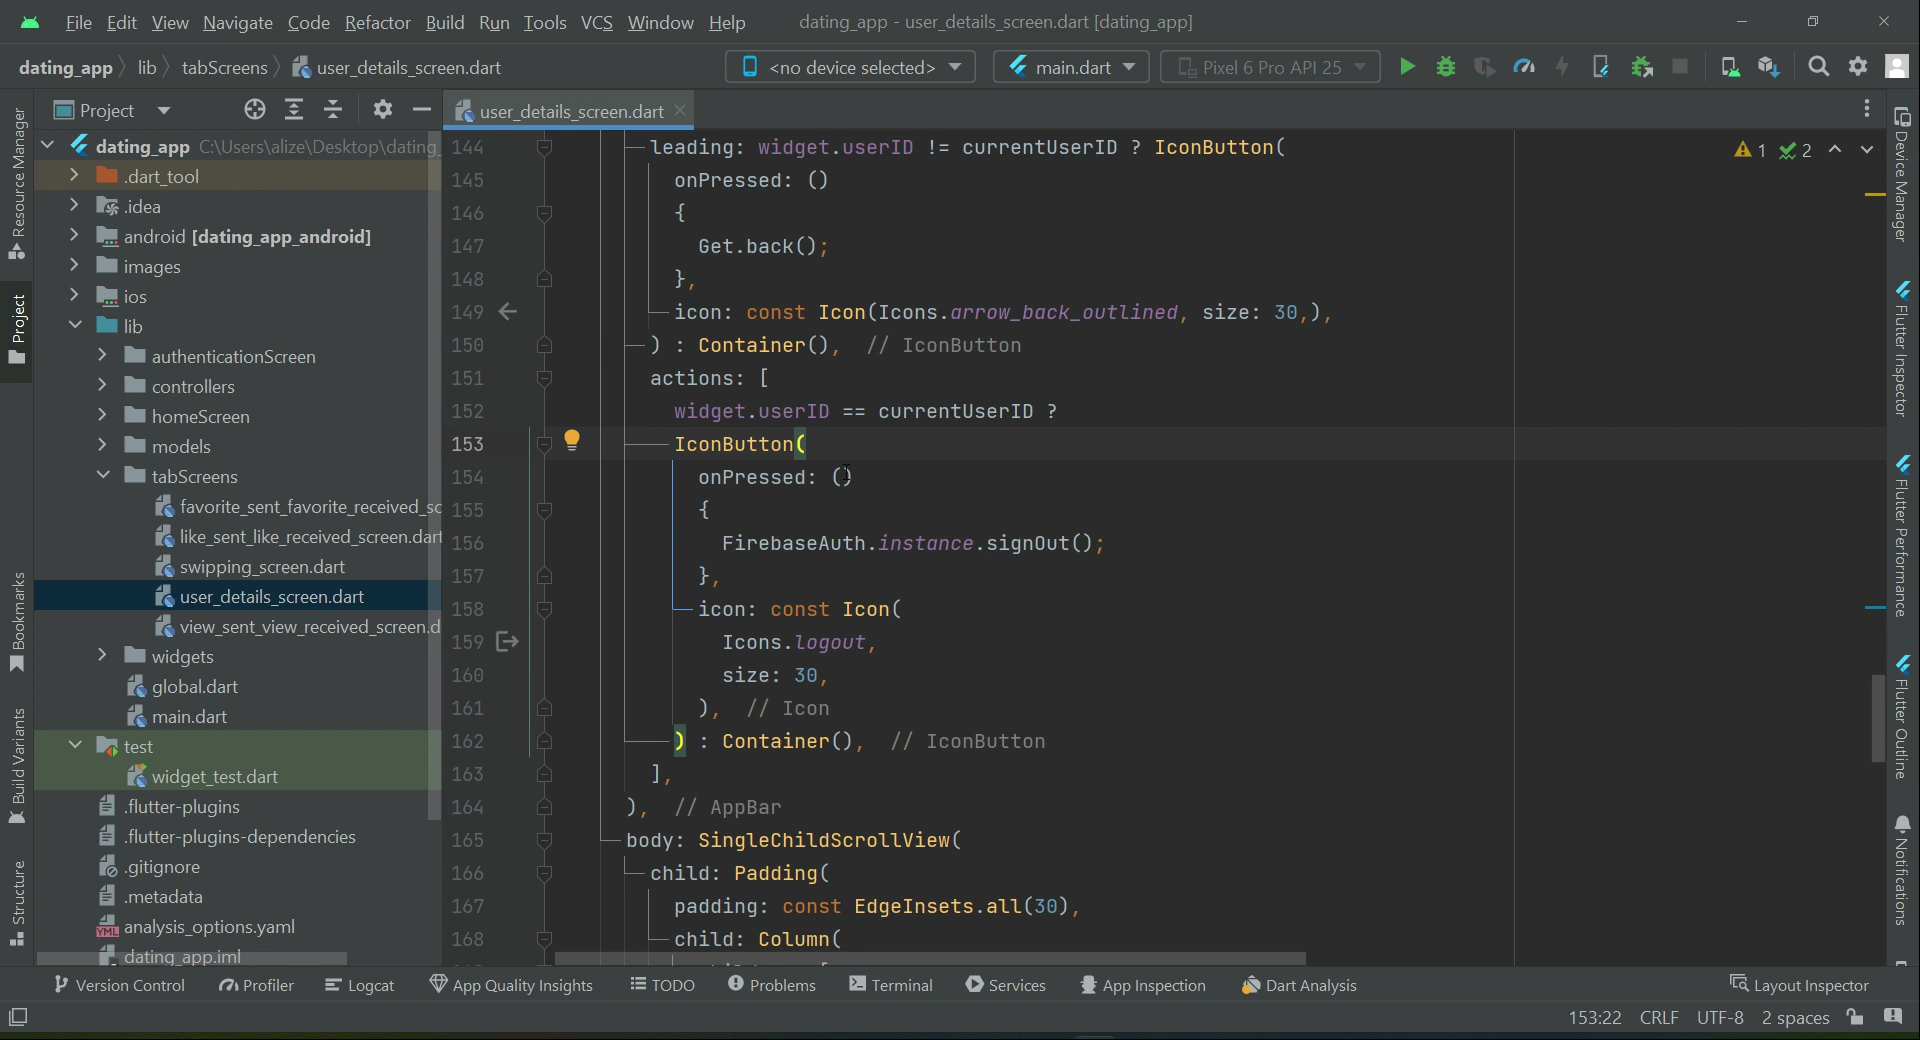 File Edit View Navigate Code Refactor Build Run Tools VCS Window Help dating_app - user_details_screen.dart [dating_app]
dating_app lib tabScreens user_details_screen.dart <no device selected> main.dart Pixel 6 Pro API 25
Resource Manager
Project
Bookmarks
Build Variants
Structure
Project
dating_app C:\Users\alize\Desktop\dating_
.dart_tool
.idea
android [dating_app_android]
images
ios
lib
authenticationScreen
controllers
homeScreen
models
tabScreens
favorite_sent_favorite_received_sc
like_sent_like_received_screen.dart
swipping_screen.dart
user_details_screen.dart
view_sent_view_received_screen.d
widgets
global.dart
main.dart
test
widget_test.dart
.flutter-plugins
.flutter-plugins-dependencies
.gitignore
.metadata
analysis_options.yaml
dating_app.iml
user_details_screen.dart
1 2
144 leading: widget.userID != currentUserID ? IconButton(
145 onPressed: ()
146 {
147 Get.back();
148 },
149 icon: const Icon(Icons.arrow_back_outlined, size: 30,),
150 ) : Container(), // IconButton
151 actions: [
152 widget.userID == currentUserID ?
153 IconButton(
154 onPressed: ()
155 {
156 FirebaseAuth.instance.signOut();
157 },
158 icon: const Icon(
159 Icons.logout,
160 size: 30,
161 ), // Icon
162 ) : Container(), // IconButton
163 ],
164 ), // AppBar
165 body: SingleChildScrollView(
166 child: Padding(
167 padding: const EdgeInsets.all(30),
168 child: Column(
Device Manager
Flutter Inspector
Flutter Performance
Flutter Outline
Notifications
Version Control Profiler Logcat App Quality Insights TODO Problems Terminal Services App Inspection Dart Analysis Layout Inspector
153:22 CRLF UTF-8 2 spaces